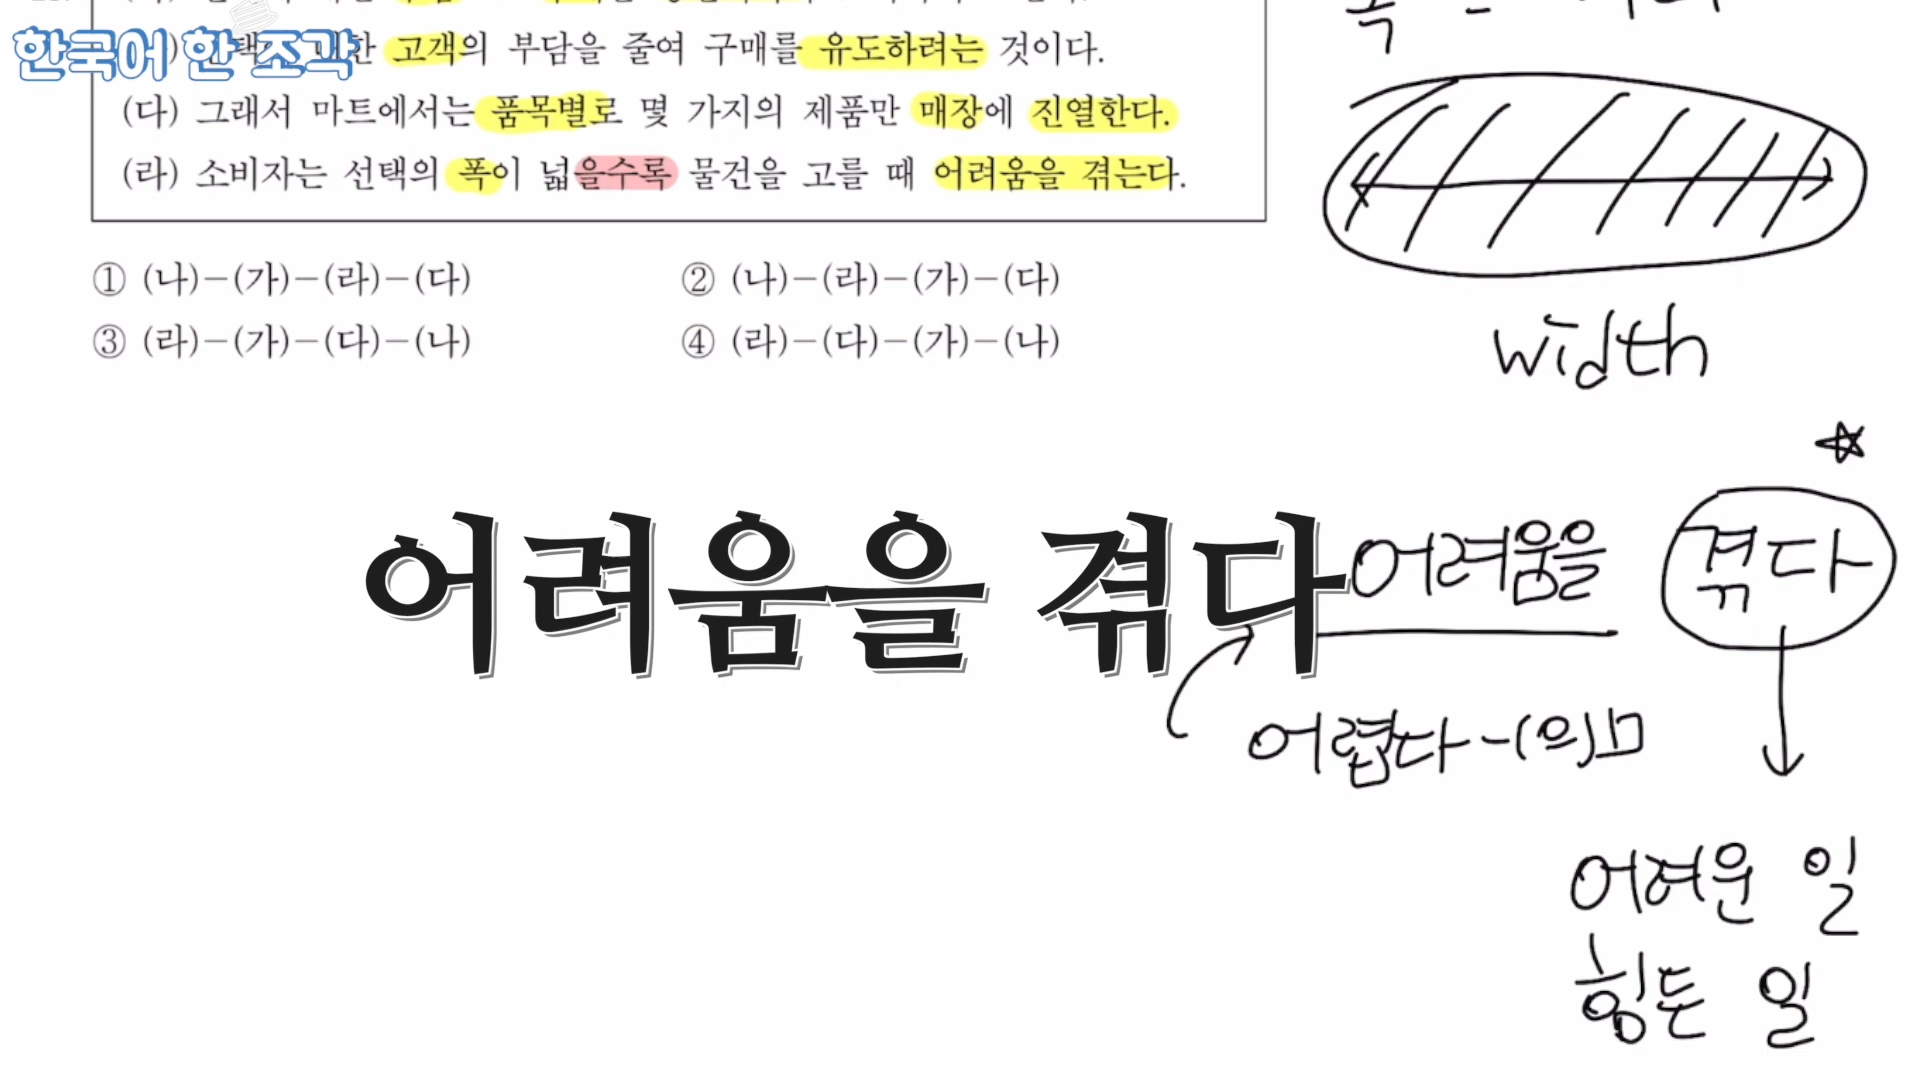 한국어 한 조각
고객의 부담을 줄여 구매를 유도하려는 것이다.
(다) 그래서 마트에서는 품목별로 몇 가지의 제품만 매장에 진열한다.
(라) 소비자는 선택의 폭이 넓을수록 물건을 고를 때 어려움을 겪는다.
① (나)-(가)-(라)-(다)
② (나)-(라)-(가)-(다)
③ (라)-(가)-(다)-(나)
④ (라)-(다)-(가)-(나)
width
어려움을 겪다
어려움을 겪다
어렵다 -(으)ㅁ
어려운 일
힘든 일